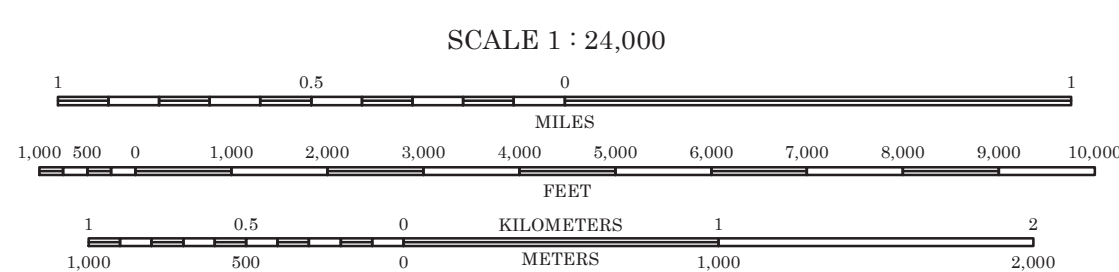 SCALE 1 : 24,000
1 0.5 0 1
MILES
1,000 500 0 1,000 2,000 3,000 4,000 5,000 6,000 7,000 8,000 9,000 10,000
FEET
1 0.5 0 KILOMETERS 1 2
1,000 500 0 METERS 1,000 2,000